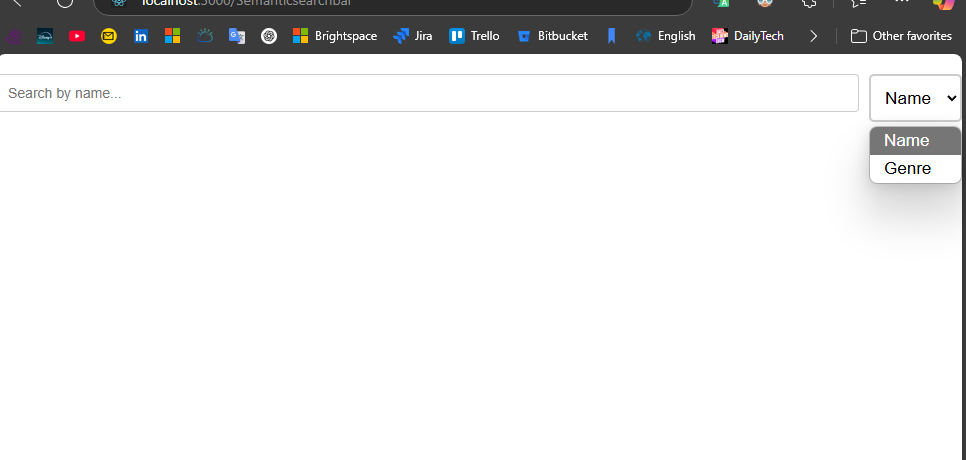 localhost:3000/Semanticsearchbar
Brightspace Jira Trello Bitbucket English DailyTech Other favorites
Search by name...
Name
Name
Genre